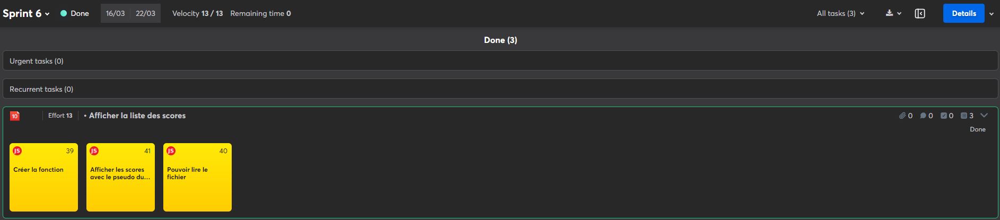 Sprint 6
Done
16/03 22/03
Velocity 13 / 13
Remaining time 0
All tasks (3)
Details
Done (3)
Urgent tasks (0)
Recurrent tasks (0)
10
Effort 13
• Afficher la liste des scores
0
0
0
3
Done
JS
39
Créer la fonction
JS
41
Afficher les scores
avec le pseudo du...
JS
40
Pouvoir lire le
fichier